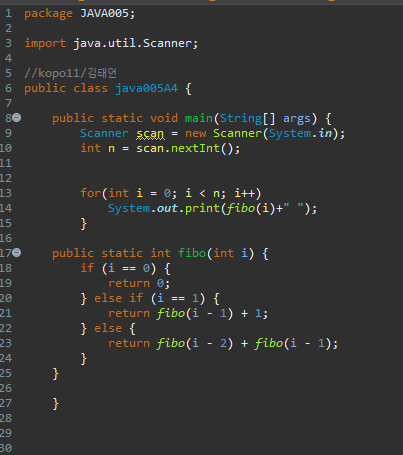 1 package JAVA005;
2
3 import java.util.Scanner;
4
5 //kopo11/김태언
6 public class java005A4 {
7
8 public static void main(String[] args) {
9 Scanner scan = new Scanner(System.in);
10 int n = scan.nextInt();
11
12
13 for(int i = 0; i < n; i++)
14 System.out.print(fibo(i)+" ");
15 }
16
17 public static int fibo(int i) {
18 if (i == 0) {
19 return 0;
20 } else if (i == 1) {
21 return fibo(i - 1) + 1;
22 } else {
23 return fibo(i - 2) + fibo(i - 1);
24 }
25 }
26
27 }
28
29
30